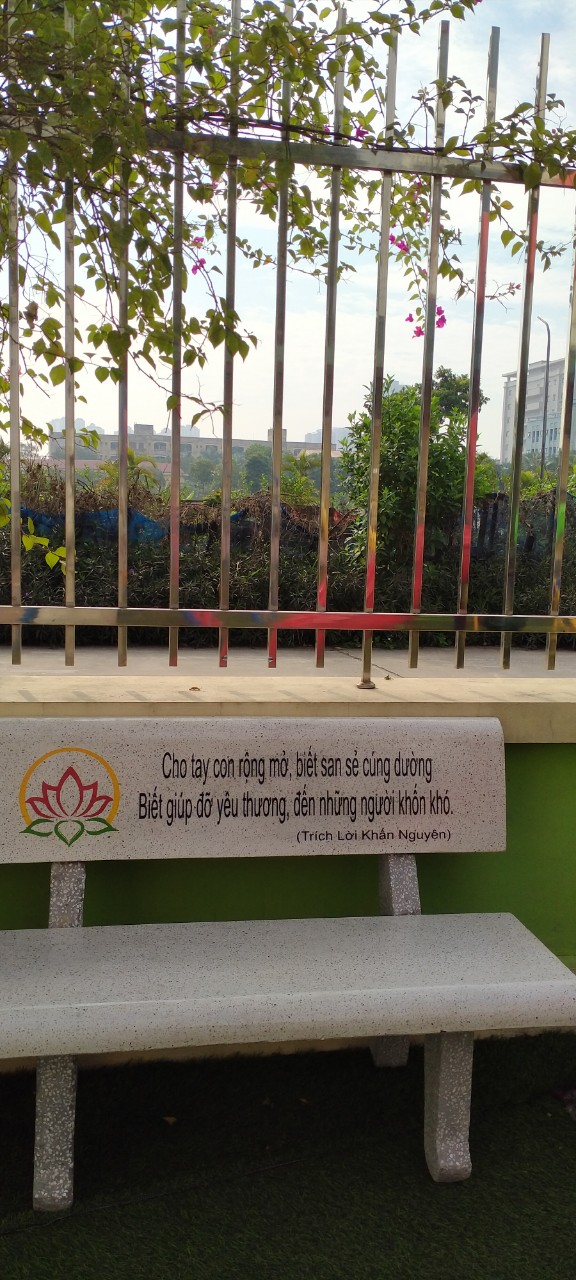 Cho tay con rộng mở, biết san sẻ cúng dường
Biết giúp đỡ yêu thương, đến những người khốn khó.
(Trích Lời Khấn Nguyện)